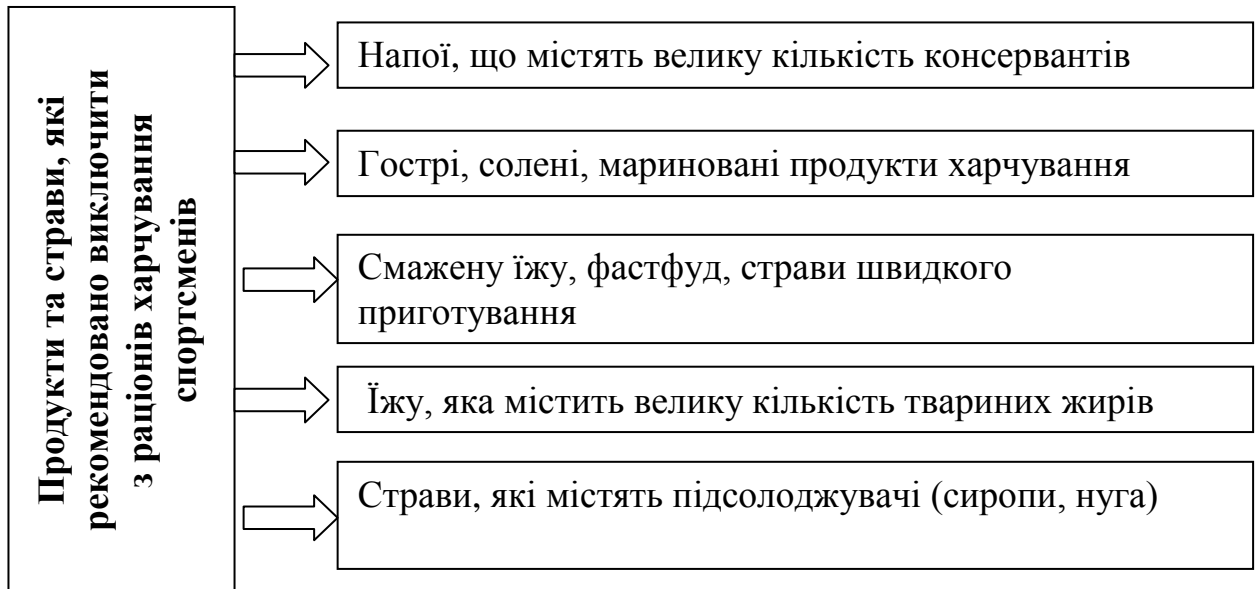 Продукти та страви, які
рекомендовано виключити
з раціонів харчування
спортсменів
Напої, що містять велику кількість консервантів
Гострі, солені, мариновані продукти харчування
Смажену їжу, фастфуд, страви швидкого
приготування
Їжу, яка містить велику кількість твариних жирів
Страви, які містять підсолоджувачі (сиропи, нуга)